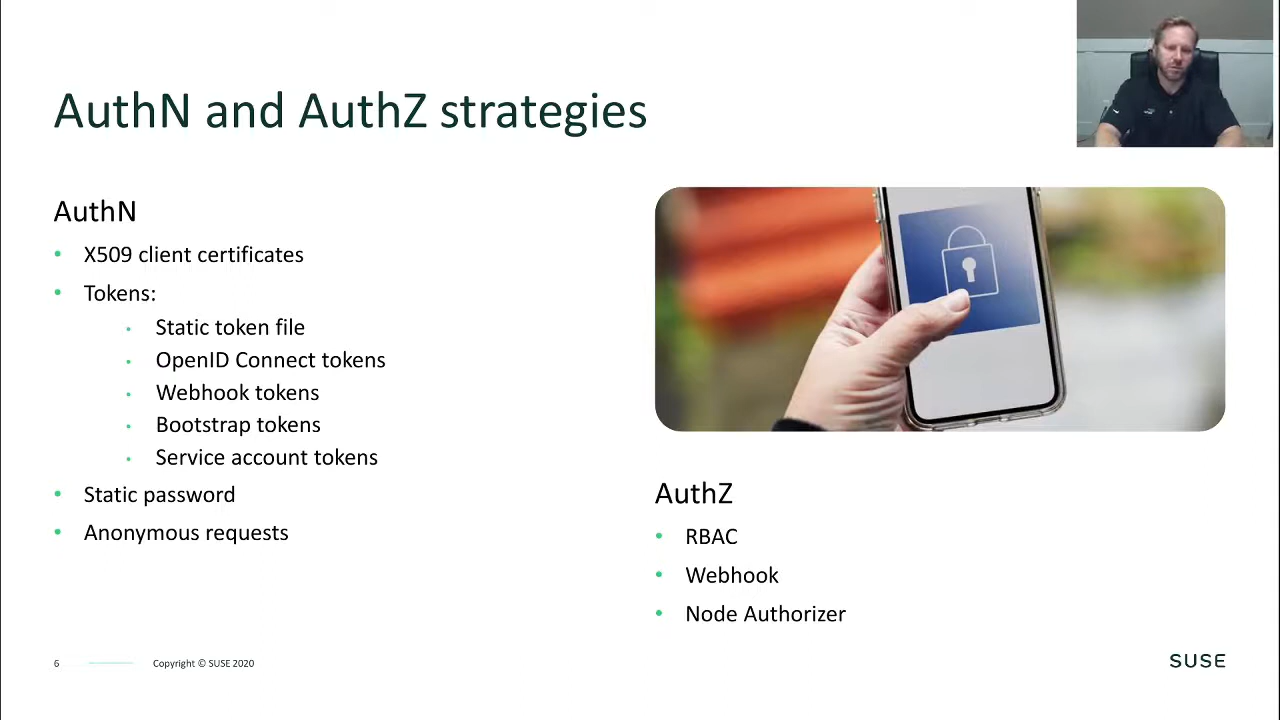 AuthN and AuthZ strategies
AuthN
X509 client certificates
Tokens:
Static token file
OpenID Connect tokens
Webhook tokens
Bootstrap tokens
Service account tokens
Static password
Anonymous requests
AuthZ
RBAC
Webhook
Node Authorizer
6
Copyright © SUSE 2020
SUSE